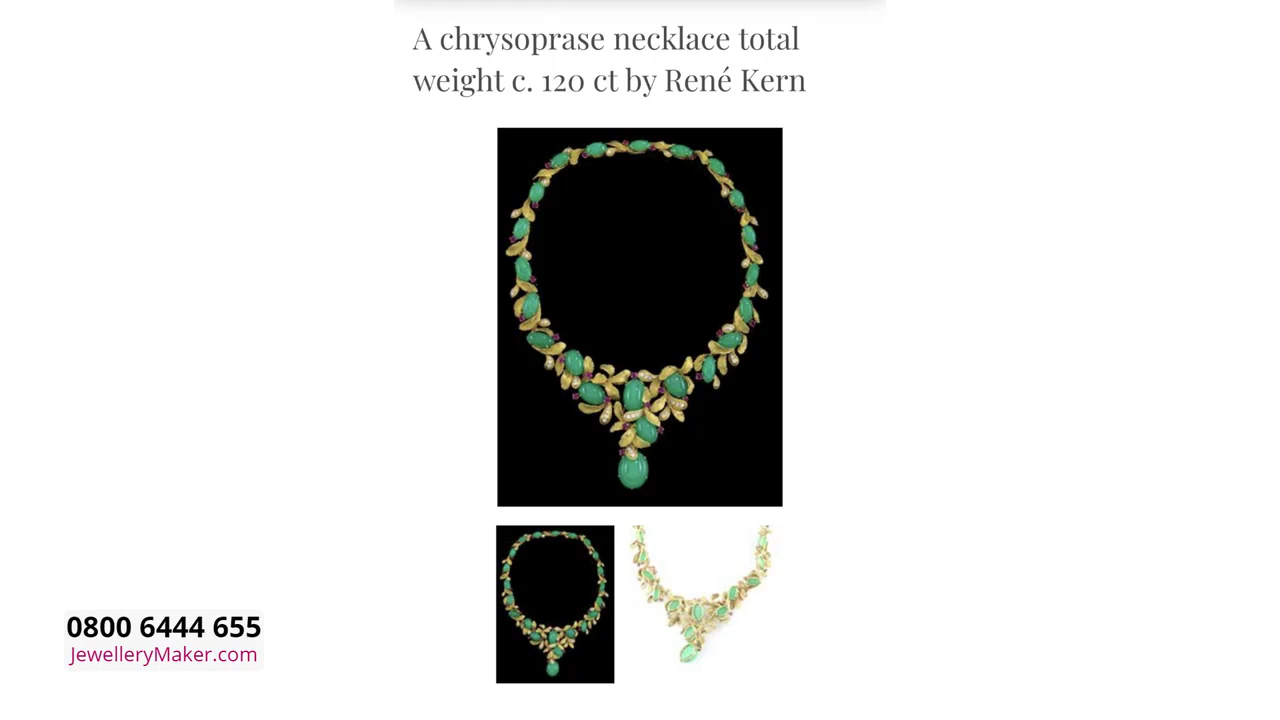 A chrysoprase necklace total
weight c. 120 ct by René Kern
0800 6444 655
JewelleryMaker.com